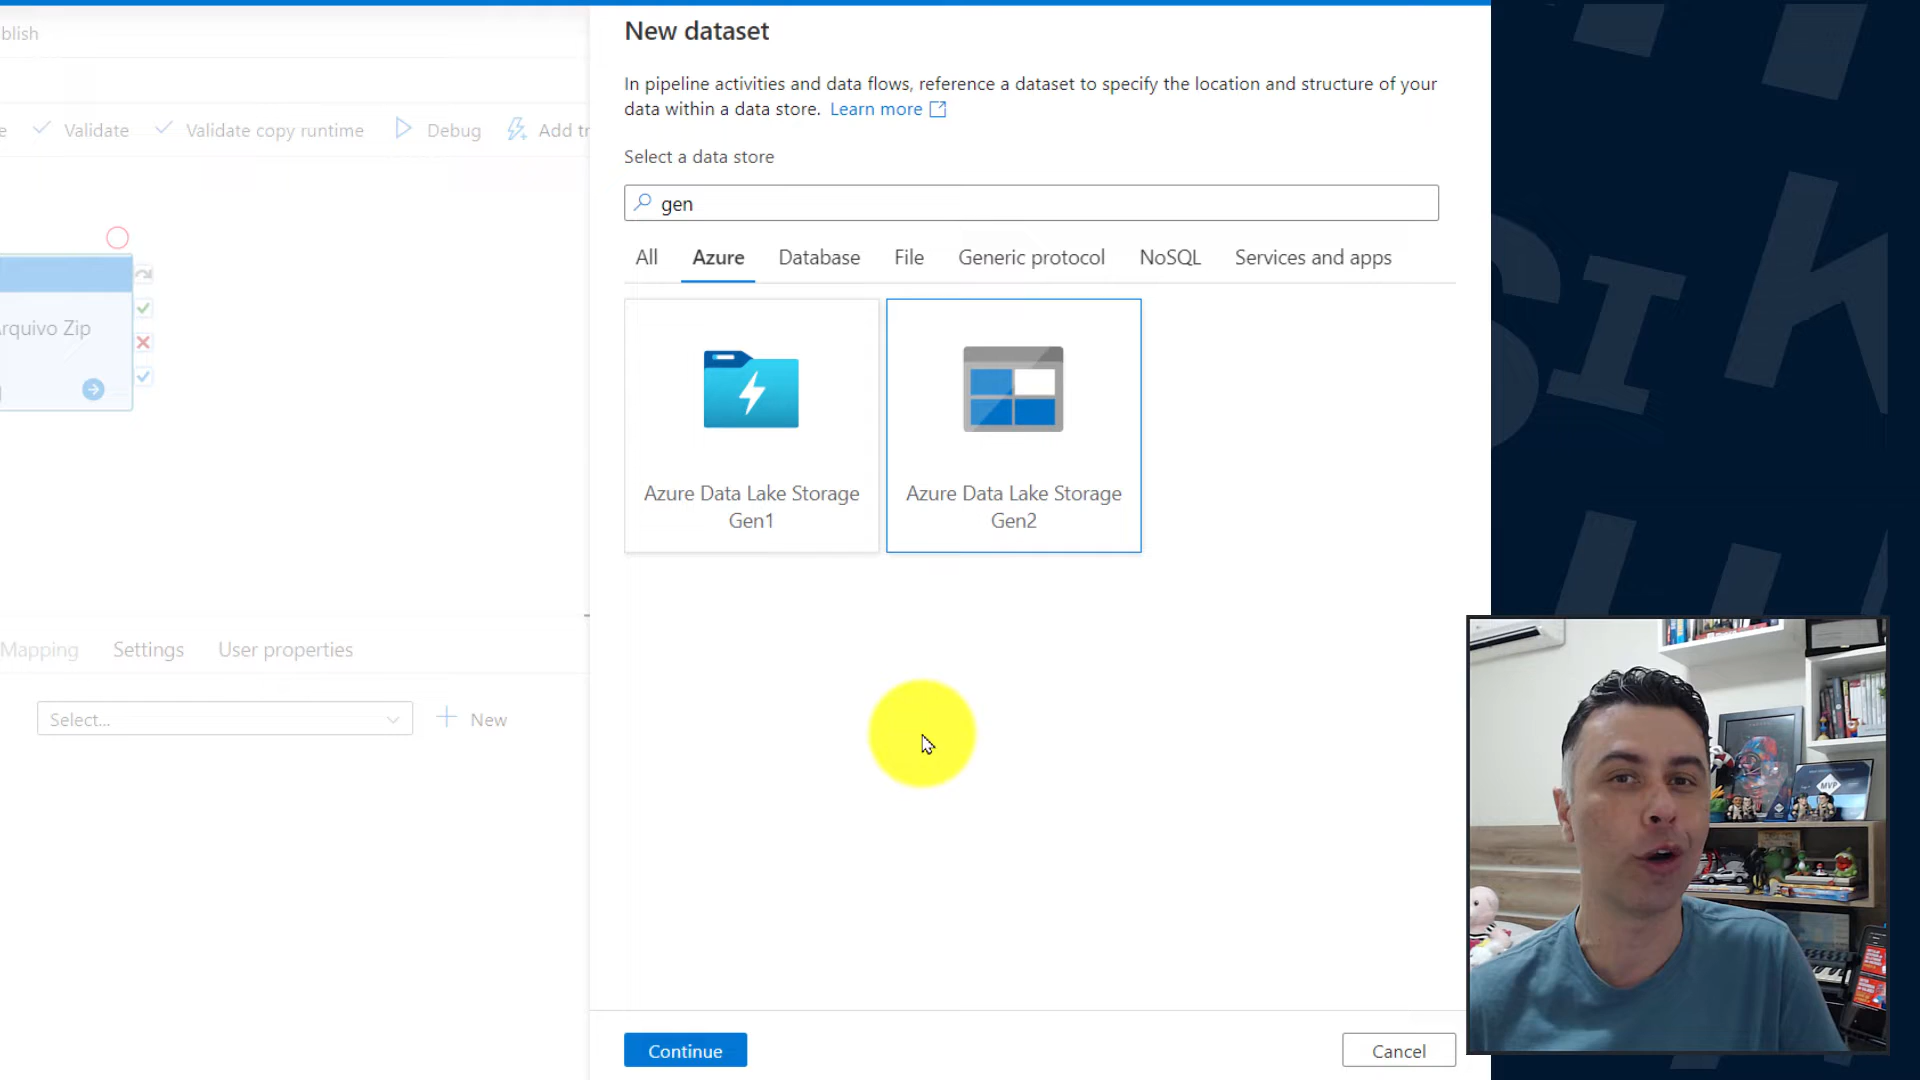 blish
Validate
Validate copy runtime
Debug
Add tr
rquivo Zip
Mapping
Settings
User properties
Select...
New
New dataset
In pipeline activities and data flows, reference a dataset to specify the location and structure of your
data within a data store. Learn more
Select a data store
gen
All
Azure
Database
File
Generic protocol
NoSQL
Services and apps
Azure Data Lake Storage
Gen1
Azure Data Lake Storage
Gen2
Continue
Cancel
MVP